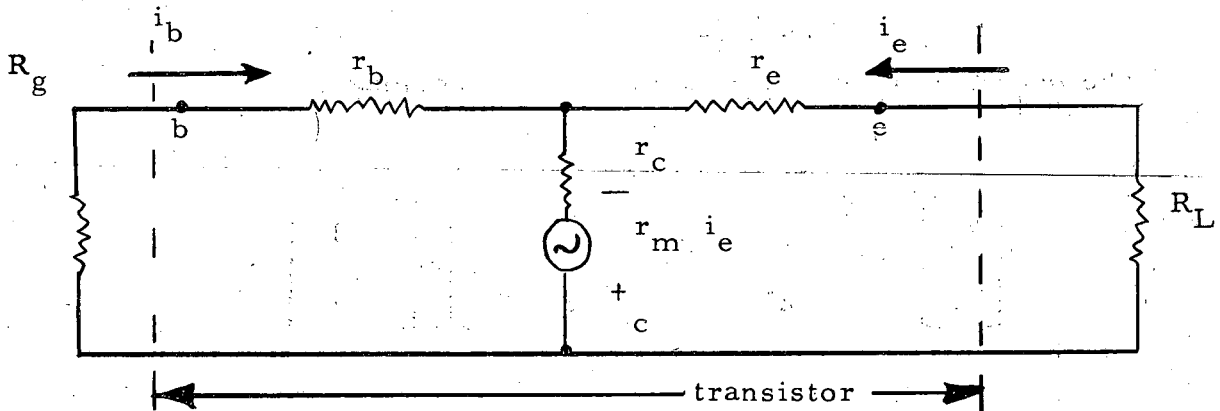 i_b
i_e
R_g
r_b
r_e
b
e
r_c
−
R_L
r_m i_e
+
c
transistor